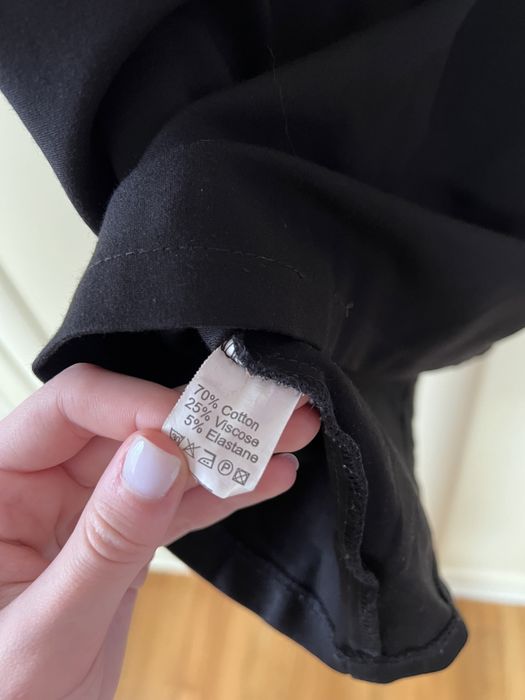 70% Cotton
25% Viscose
5% Elastane
P